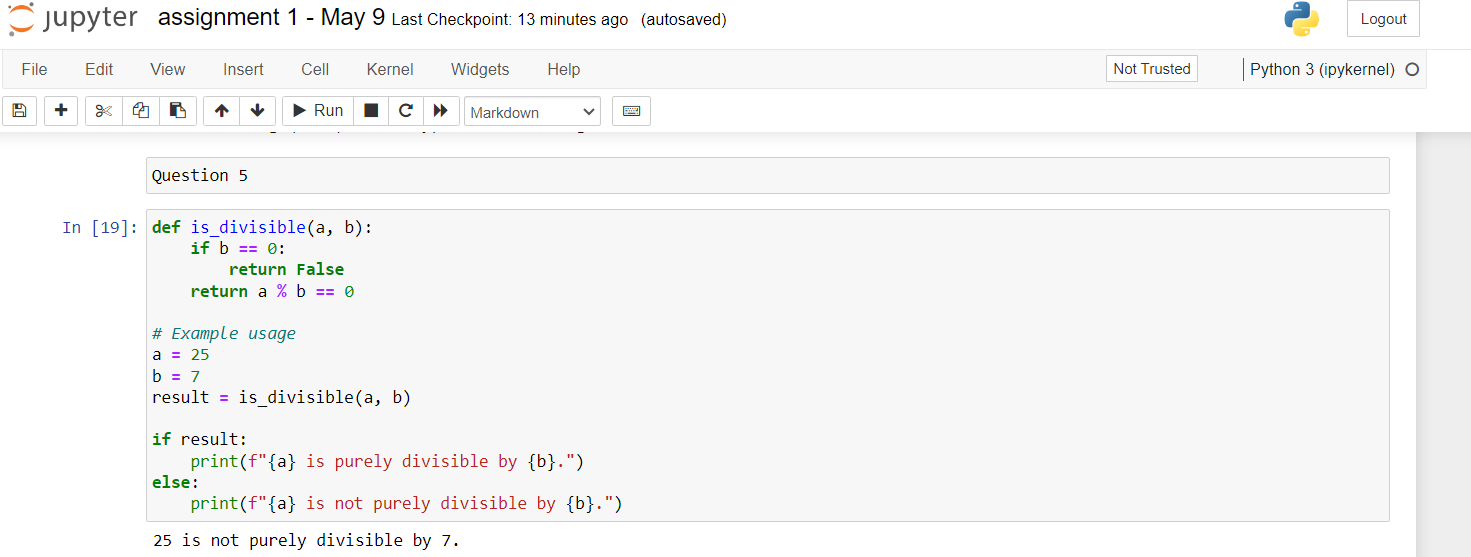 jupyter assignment 1 - May 9 Last Checkpoint: 13 minutes ago (autosaved) Logout
File Edit View Insert Cell Kernel Widgets Help Not Trusted Python 3 (ipykernel)
Run Markdown
Question 5
In [19]: def is_divisible(a, b):
    if b == 0:
        return False
    return a % b == 0
# Example usage
a = 25
b = 7
result = is_divisible(a, b)
if result:
    print(f"{a} is purely divisible by {b}.")
else:
    print(f"{a} is not purely divisible by {b}.")
25 is not purely divisible by 7.